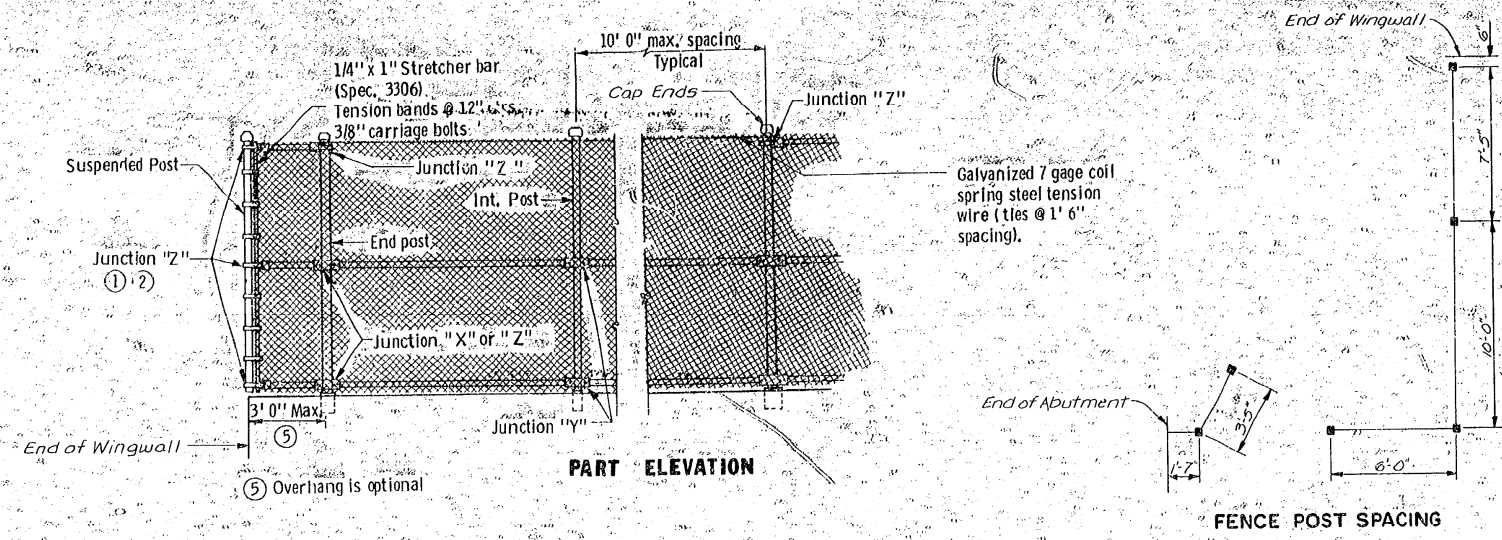 10' 0" max. spacing
Typical
1/4" x 1" Stretcher bar
(Spec. 3306)
Tension bands @ 12" ctrs.
3/8" carriage bolts
Cap Ends
Junction "Z"
Suspended Post
Junction "Z"
Int. Post
Galvanized 7 gage coil
spring steel tension
wire (ties @ 1' 6"
spacing).
End post
Junction "Z"
① ②
Junction "X" or "Z"
3' 0" Max.
⑤
Junction "Y"
End of Wingwall
PART ELEVATION
⑤ Overhang is optional
End of Wingwall
6"
7'-5"
10'-0"
End of Abutment
3'-5"
1'-7"
6'-0"
FENCE POST SPACING